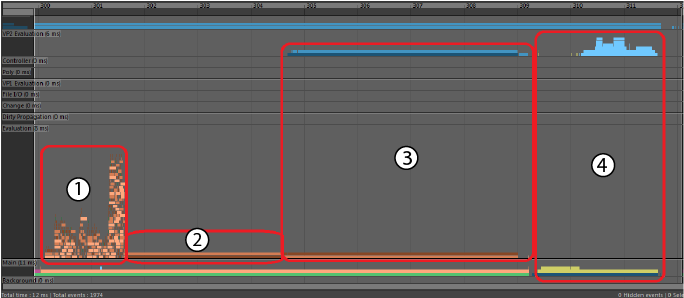 300 301 302 303 304 305 306 307 308 309 310 311
VP2 Evaluation (6 ms)
Controller (0 ms)
Poly (0 ms)
VP1 Evaluation (0 ms)
File I/O (0 ms)
Change (0 ms)
Dirty Propagation (0 ms)
Evaluation (0 ms)
1
2
3
4
Main (11 ms)
Background (0 ms)
Total time : 12 ms | Total events : 1974
0 Hidden events | 0 Sele